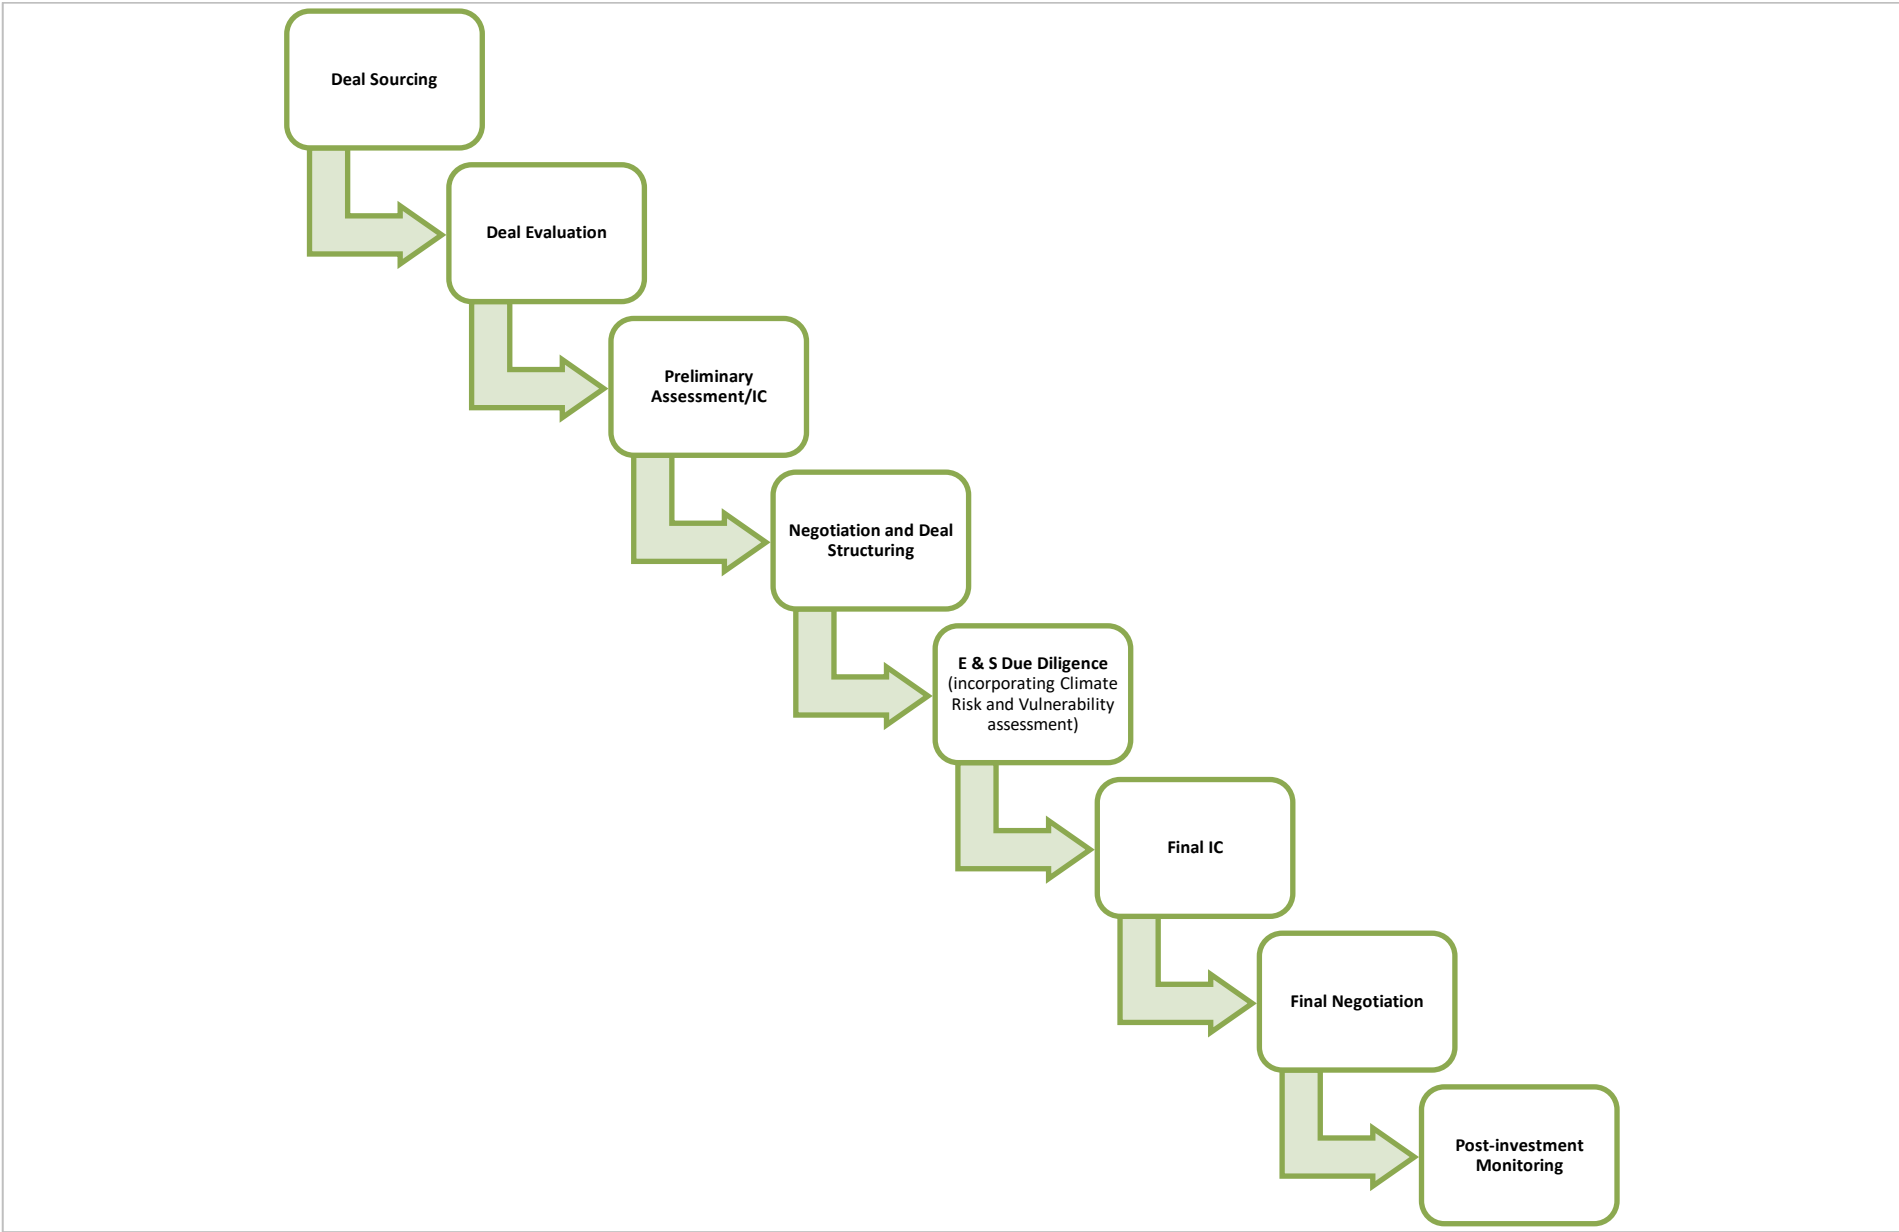 Deal Sourcing
Deal Evaluation
Preliminary
Assessment/IC
Negotiation and Deal
Structuring
E & S Due Diligence
(incorporating Climate
Risk and Vulnerability
assessment)
Final IC
Final Negotiation
Post-investment
Monitoring